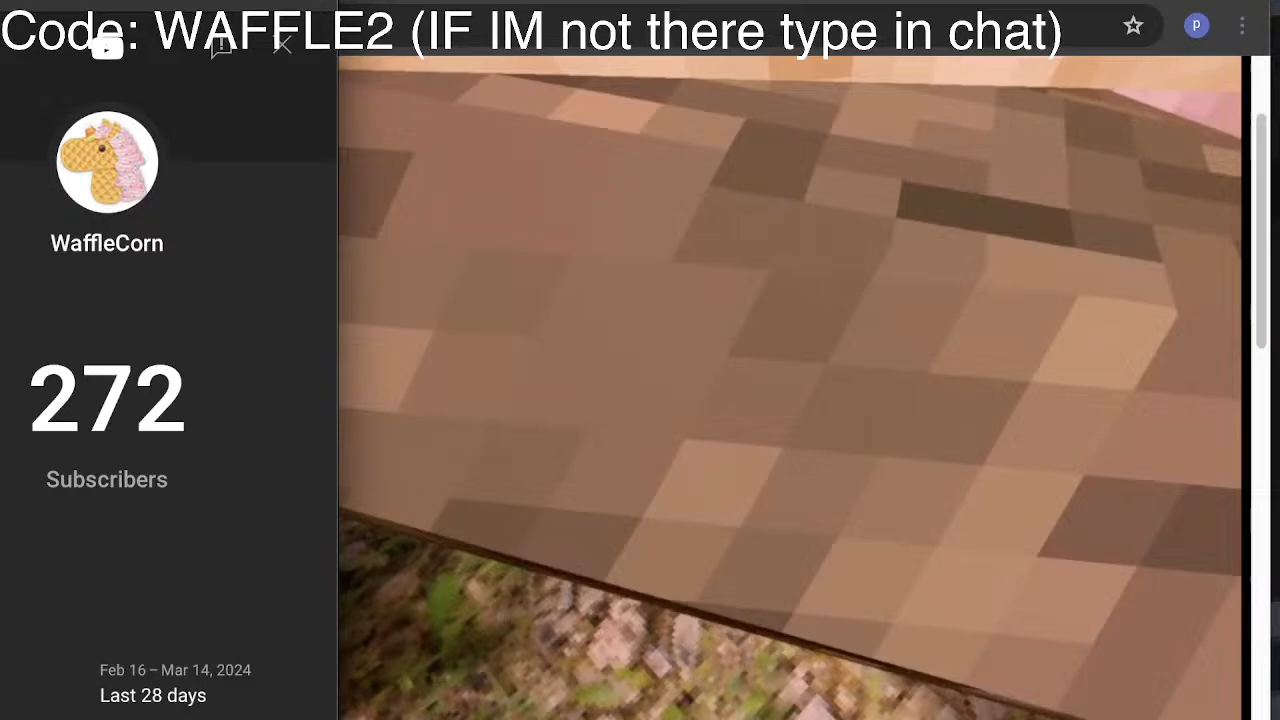 Code: WAFFLE2 (IF IM not there type in chat)
p
WaffleCorn
272
Subscribers
Feb 16 – Mar 14, 2024
Last 28 days